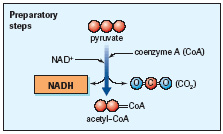 Preparatory
steps
pyruvate
coenzyme A (CoA)
NAD+
NADH
O C O (CO2)
CoA
acetyl-CoA